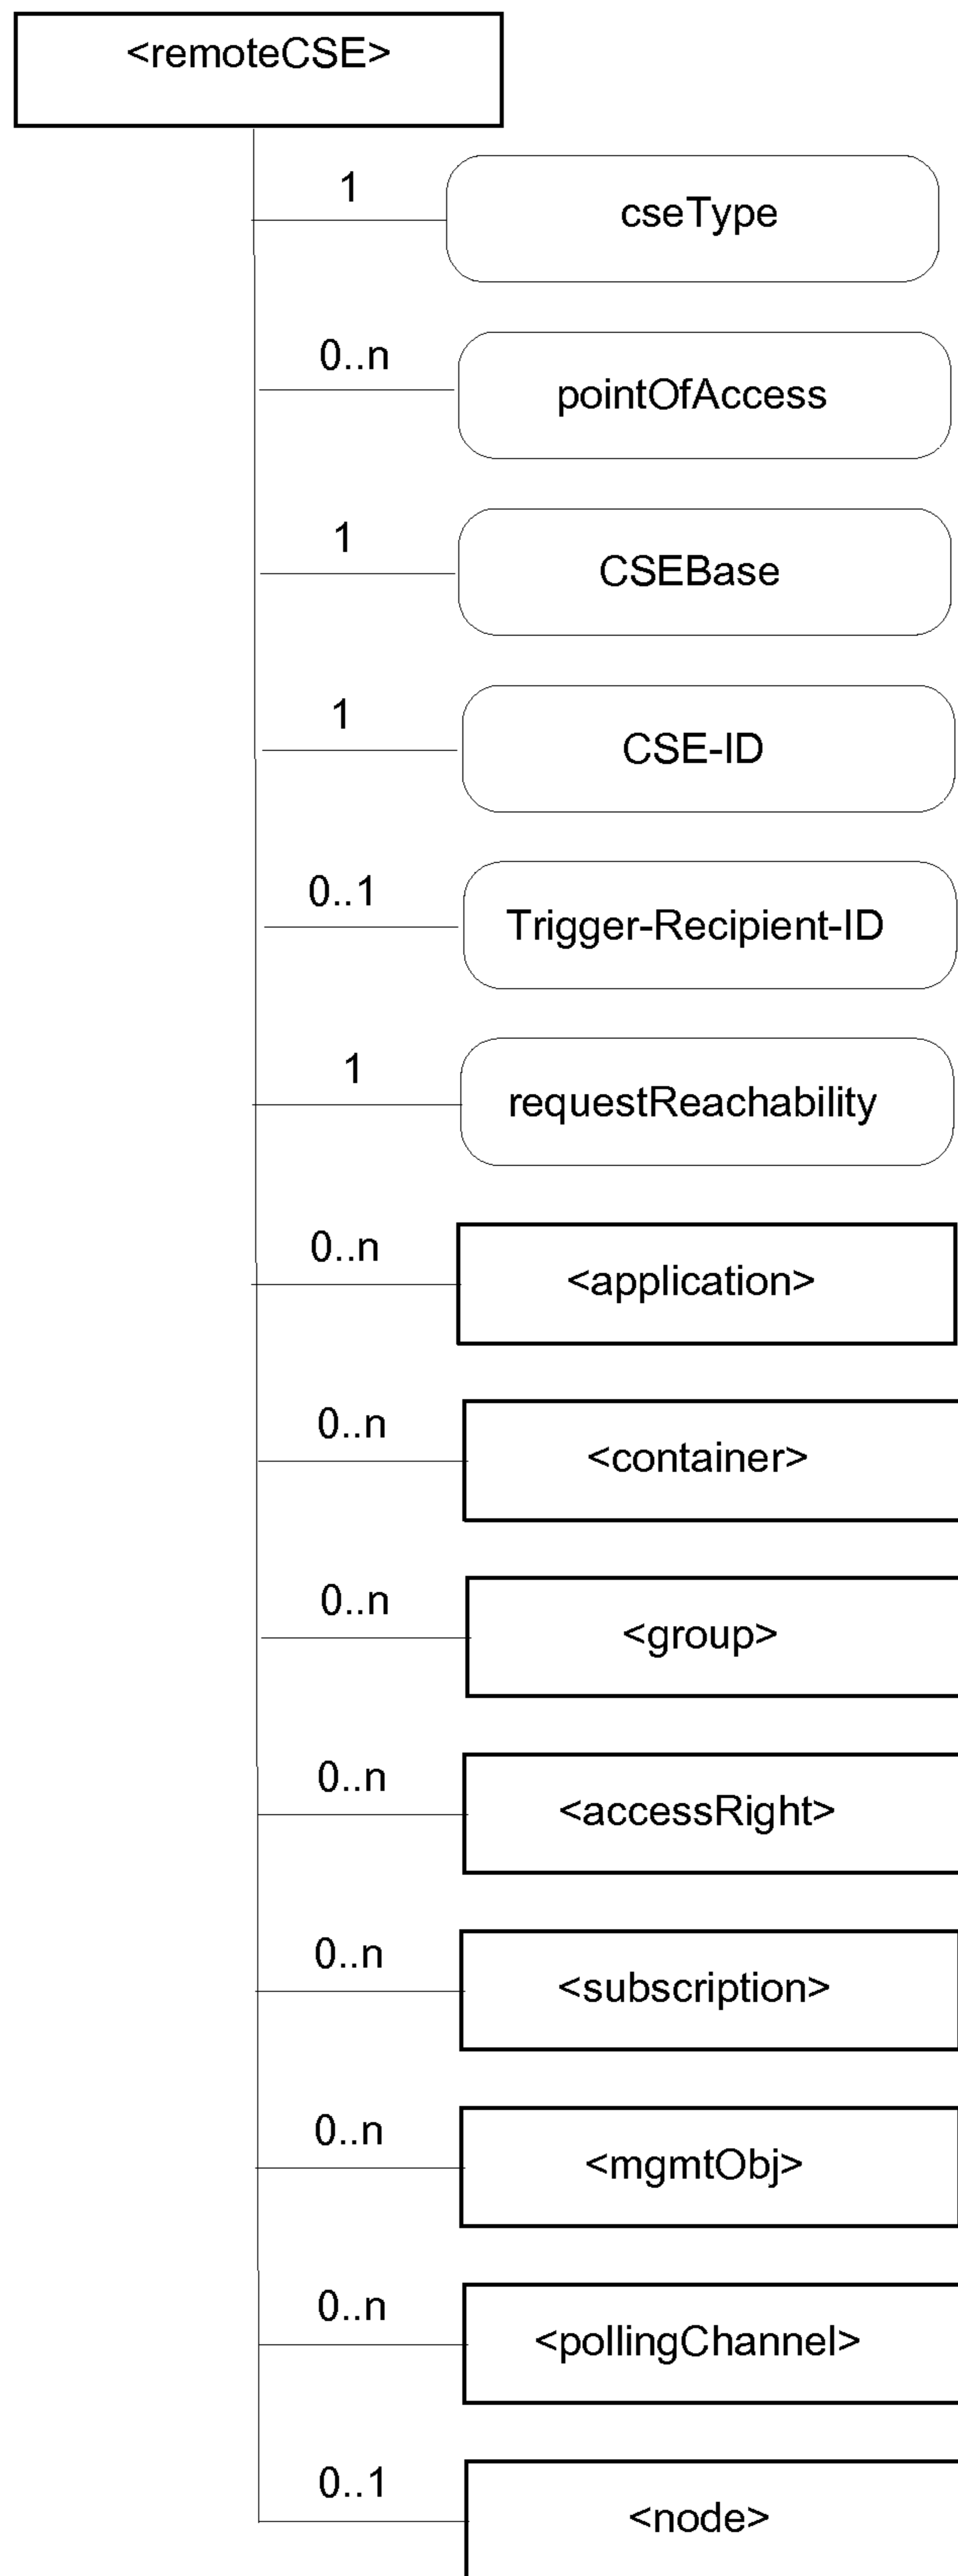 <remoteCSE>
1
cseType
0..n
pointOfAccess
1
CSEBase
1
CSE-ID
0..1
Trigger-Recipient-ID
1
requestReachability
0..n
<application>
0..n
<container>
0..n
<group>
0..n
<accessRight>
0..n
<subscription>
0..n
<mgmtObj>
0..n
<pollingChannel>
0..1
<node>